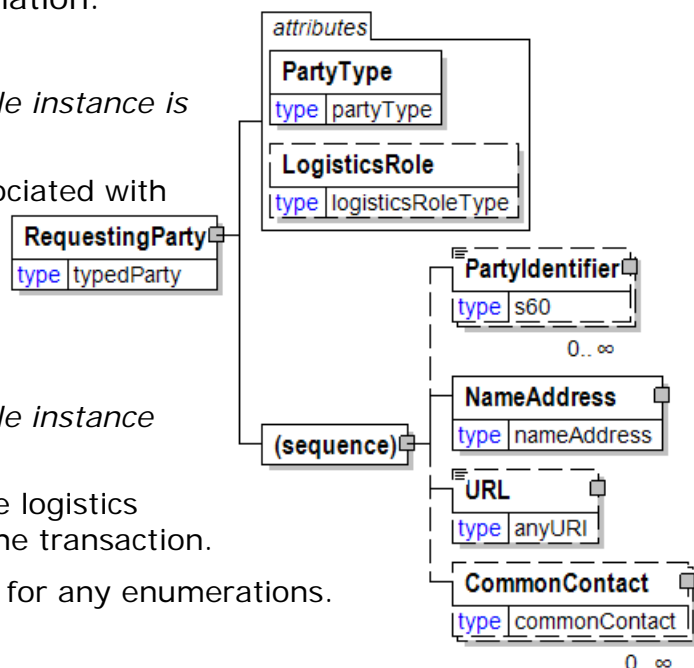 nation.
attributes
PartyType
type partyType
le instance is
LogisticsRole
type logisticsRoleType
ociated with
RequestingParty
type typedParty
PartyIdentifier
type s60
0.. ∞
NameAddress
type nameAddress
le instance
(sequence)
URL
type anyURI
e logistics
he transaction.
CommonContact
type commonContact
for any enumerations.
0.. ∞